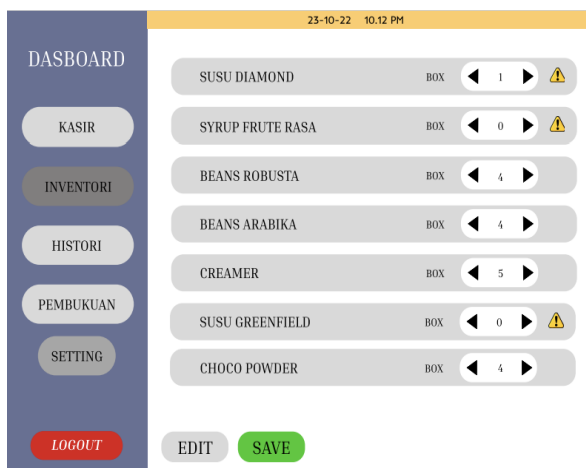 23-10-22 10.12 PM
DASBOARD
KASIR
INVENTORI
HISTORI
PEMBUKUAN
SETTING
LOGOUT
SUSU DIAMOND BOX 1
SYRUP FRUTE RASA BOX 0
BEANS ROBUSTA BOX 4
BEANS ARABIKA BOX 4
CREAMER BOX 5
SUSU GREENFIELD BOX 0
CHOCO POWDER BOX 4
EDIT SAVE